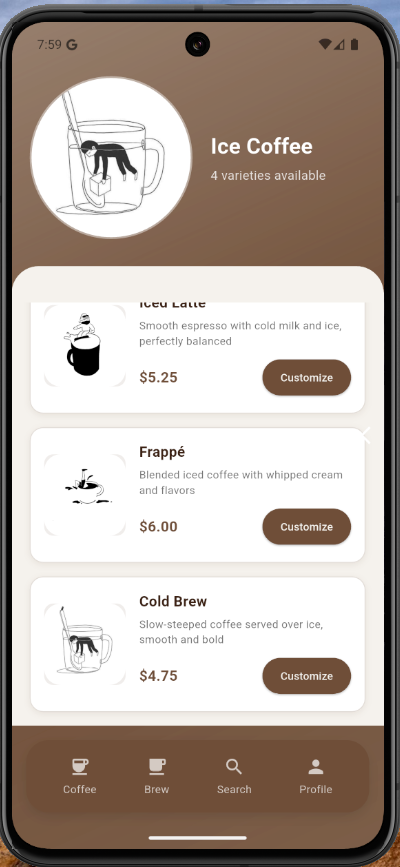 7:59 G
Ice Coffee
4 varieties available
Iced Latte
Smooth espresso with cold milk and ice,
perfectly balanced
$5.25
Customize
Frappé
Blended iced coffee with whipped cream
and flavors
$6.00
Customize
Cold Brew
Slow-steeped coffee served over ice,
smooth and bold
$4.75
Customize
Coffee
Brew
Search
Profile